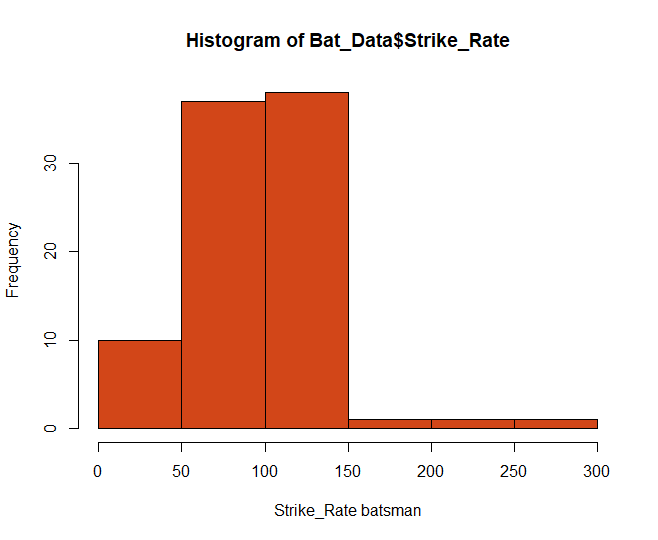 Histogram of Bat_Data$Strike_Rate
Frequency
30
20
10
0
0 50 100 150 200 250 300
Strike_Rate batsman